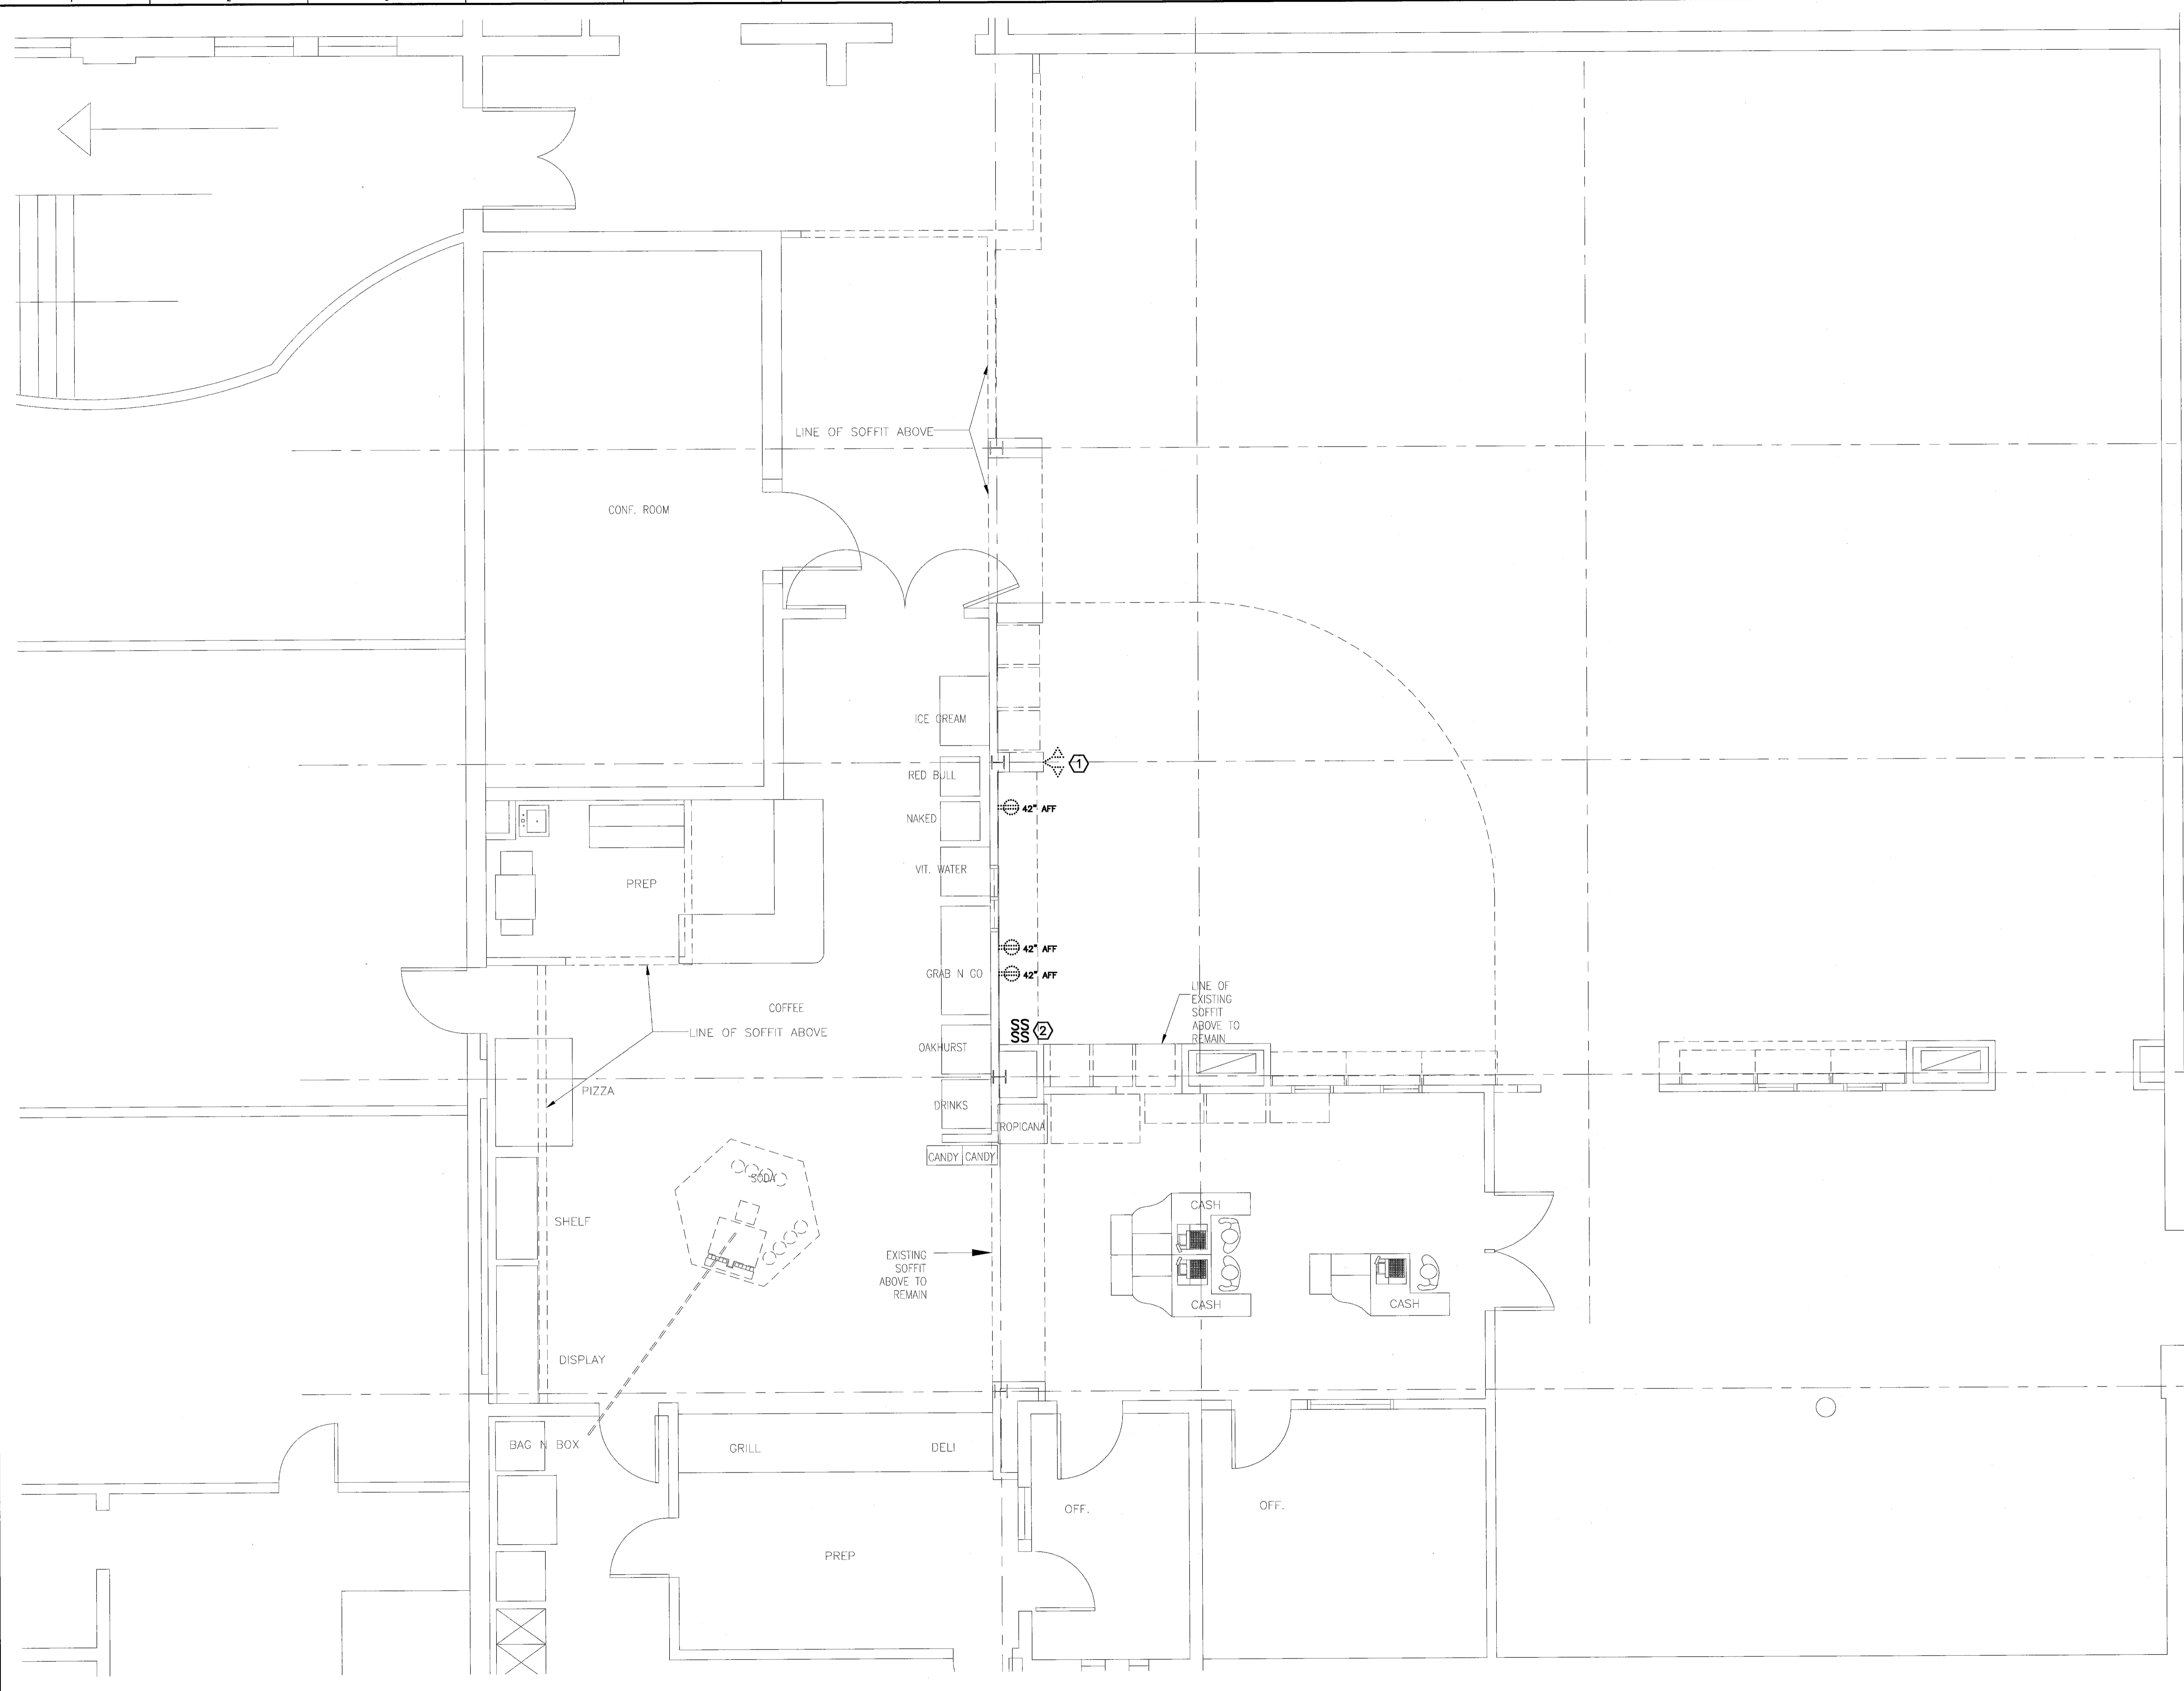 LINE OF SOFFIT ABOVE
CONF. ROOM
ICE CREAM
1
RED BULL
42" AFF
NAKED
VIT. WATER
PREP
42" AFF
GRAB N GO
42" AFF
LINE OF
EXISTING
SOFFIT
ABOVE TO
REMAIN
COFFEE
SS
SS
2
LINE OF SOFFIT ABOVE
OAKHURST
PIZZA
DRINKS
TROPICANA
CANDY
CANDY
SODA
CASH
SHELF
EXISTING
SOFFIT
ABOVE TO
REMAIN
CASH
CASH
DISPLAY
BAG N BOX
GRILL
DELI
OFF.
OFF.
PREP